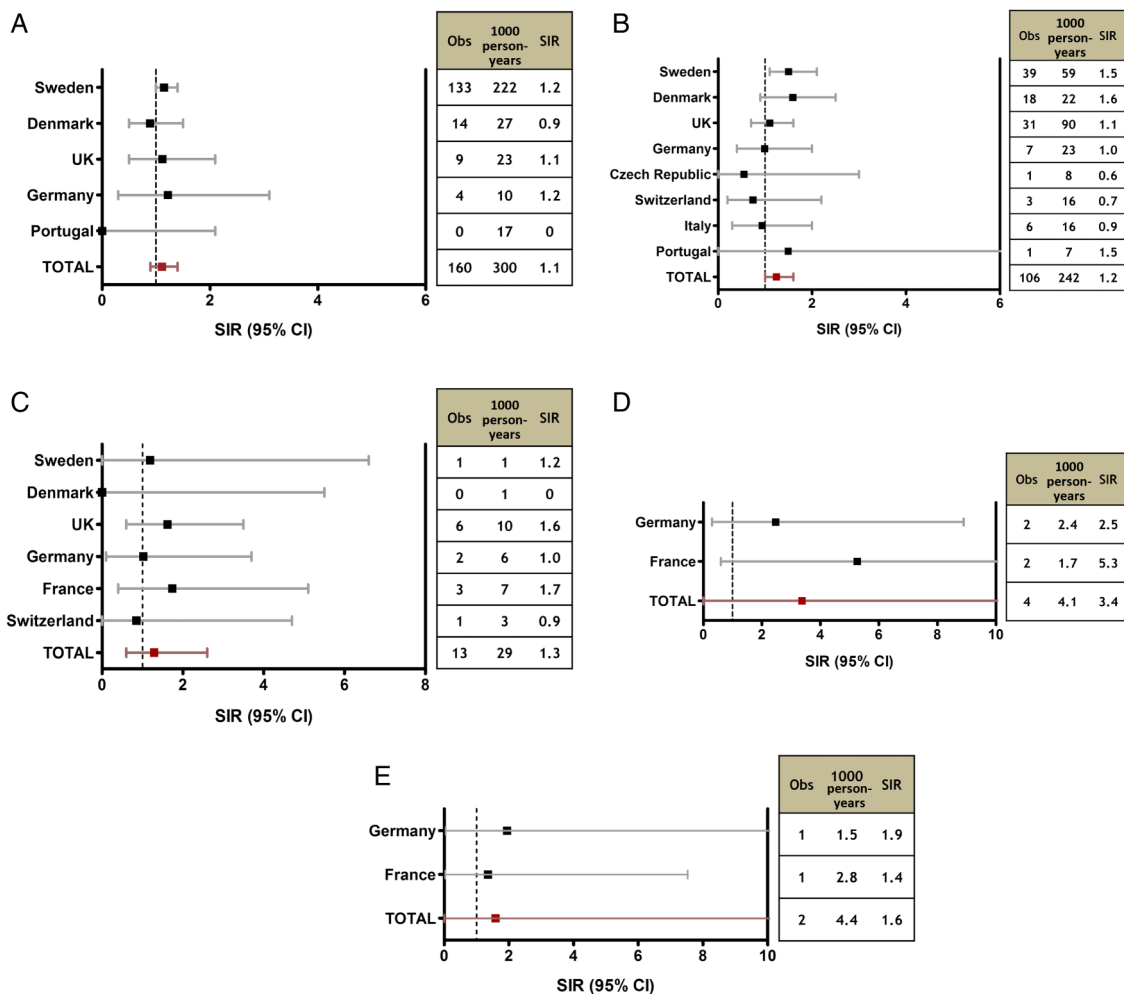 A
Obs 1000 person-years SIR
Sweden 133 222 1.2
Denmark 14 27 0.9
UK 9 23 1.1
Germany 4 10 1.2
Portugal 0 17 0
TOTAL 160 300 1.1
0 2 4 6
SIR (95% CI)
B
Obs 1000 person-years SIR
Sweden 39 59 1.5
Denmark 18 22 1.6
UK 31 90 1.1
Germany 7 23 1.0
Czech Republic 1 8 0.6
Switzerland 3 16 0.7
Italy 6 16 0.9
Portugal 1 7 1.5
TOTAL 106 242 1.2
0 2 4 6
SIR (95% CI)
C
Obs 1000 person-years SIR
Sweden 1 1 1.2
Denmark 0 1 0
UK 6 10 1.6
Germany 2 6 1.0
France 3 7 1.7
Switzerland 1 3 0.9
TOTAL 13 29 1.3
0 2 4 6 8
SIR (95% CI)
D
Obs 1000 person-years SIR
Germany 2 2.4 2.5
France 2 1.7 5.3
TOTAL 4 4.1 3.4
0 2 4 6 8 10
SIR (95% CI)
E
Obs 1000 person-years SIR
Germany 1 1.5 1.9
France 1 2.8 1.4
TOTAL 2 4.4 1.6
0 2 4 6 8 10
SIR (95% CI)